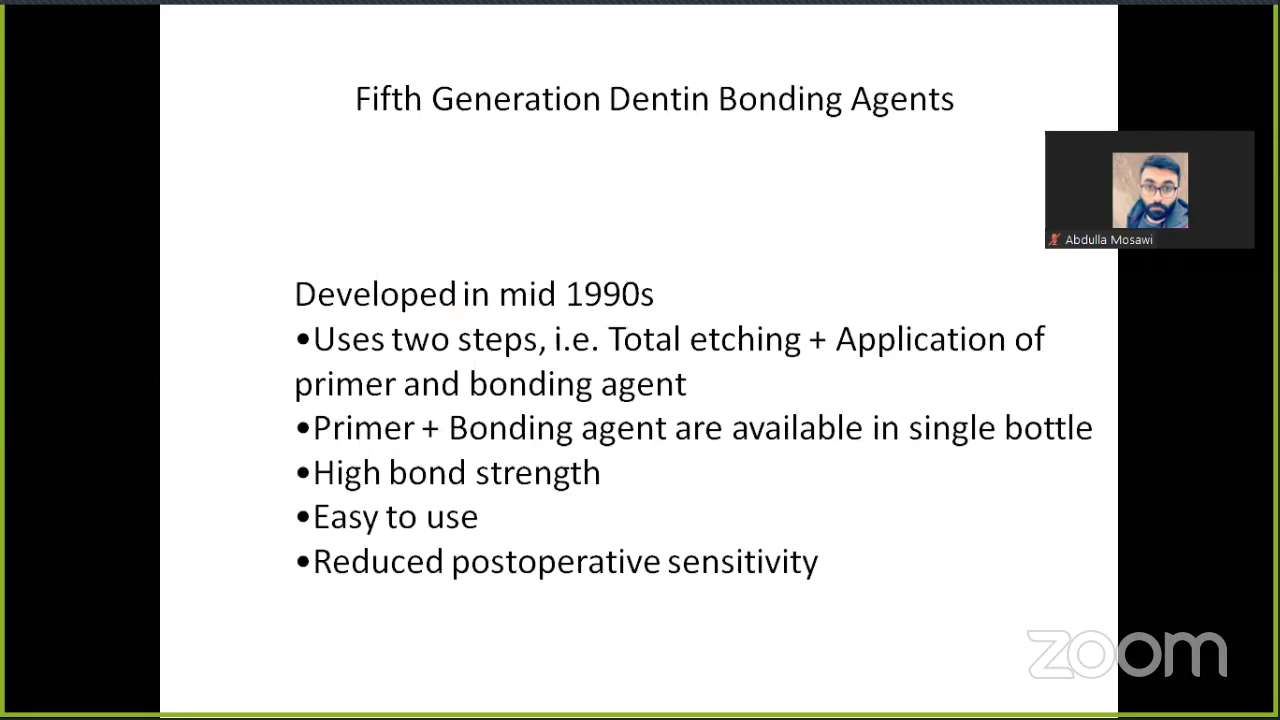 Fifth Generation Dentin Bonding Agents
Abdulla Mosawi
Developed in mid 1990s
•Uses two steps, i.e. Total etching + Application of
primer and bonding agent
•Primer + Bonding agent are available in single bottle
•High bond strength
•Easy to use
•Reduced postoperative sensitivity
zoom